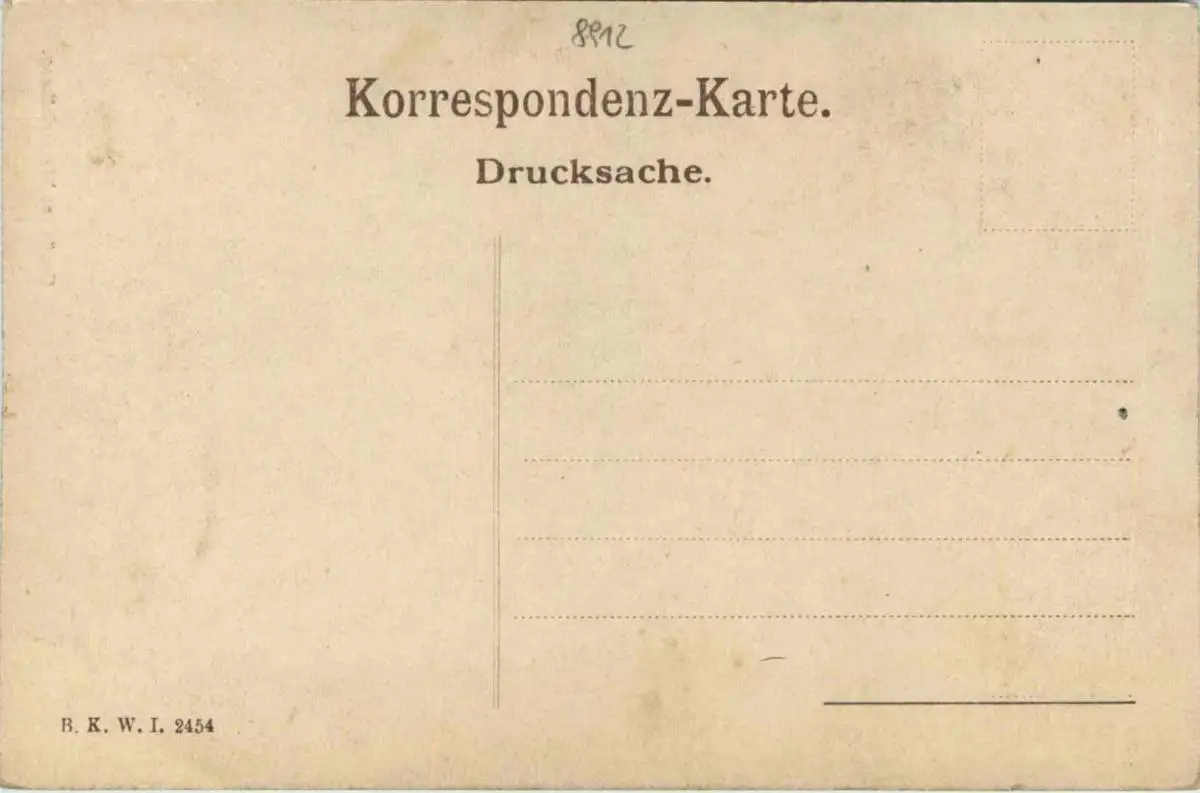 8912
Korrespondenz-Karte.
Drucksache.
B. K. W. I. 2454